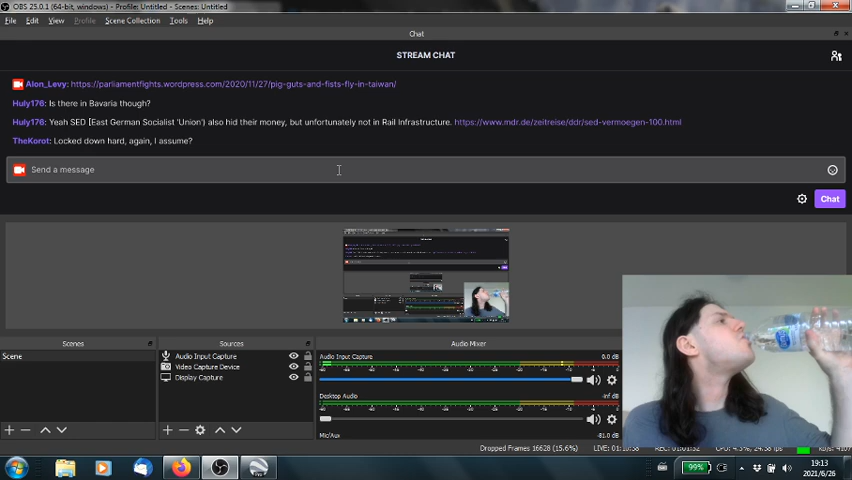 OBS 25.0.1 (64-bit, windows) - Profile: Untitled - Scenes: Untitled
File Edit View Profile Scene Collection Tools Help
Chat
STREAM CHAT
Alon_Levy: https://parliamentfights.wordpress.com/2020/11/27/pig-guts-and-fists-fly-in-taiwan/
Huly176: Is there in Bavaria though?
Huly176: Yeah SED [East German Socialist 'Union') also hid their money, but unfortunately not in Rail Infrastructure. https://www.mdr.de/zeitreise/ddr/sed-vermoegen-100.html
TheKorot: Locked down hard, again, I assume?
Send a message
Chat
Scenes Sources Audio Mixer
Scene
Audio Input Capture
Video Capture Device
Display Capture
Audio Input Capture 0.0 dB
Desktop Audio -inf dB
Mic/Aux -81.0 dB
Dropped Frames 16628 (15.6%)
99%
19:13
2021/6/26